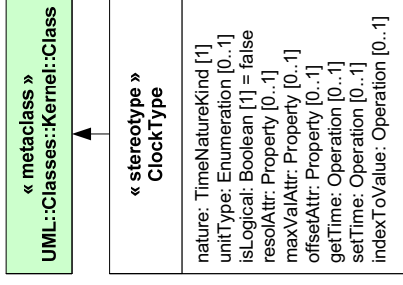 « metaclass »
UML::Classes::Kernel::Class
« stereotype »
ClockType
nature: TimeNatureKind [1]
unitType: Enumeration [0..1]
isLogical: Boolean [1] = false
resolAttr: Property [0..1]
maxValAttr: Property [0..1]
offsetAttr: Property [0..1]
getTime: Operation [0..1]
setTime: Operation [0..1]
indexToValue: Operation [0..1]